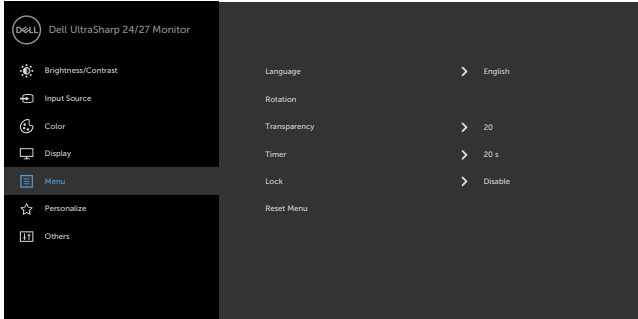 DELL
Dell UltraSharp 24/27 Monitor
Brightness/Contrast
Input Source
Color
Display
Menu
Personalize
Others
Language English
Rotation
Transparency 20
Timer 20 s
Lock Disable
Reset Menu